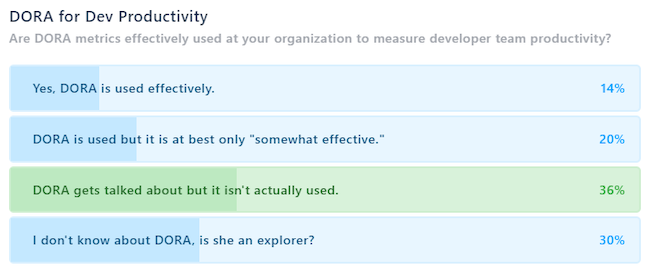 DORA for Dev Productivity
Are DORA metrics effectively used at your organization to measure developer team productivity?
Yes, DORA is used effectively. 14%
DORA is used but it is at best only "somewhat effective." 20%
DORA gets talked about but it isn't actually used. 36%
I don't know about DORA, is she an explorer? 30%